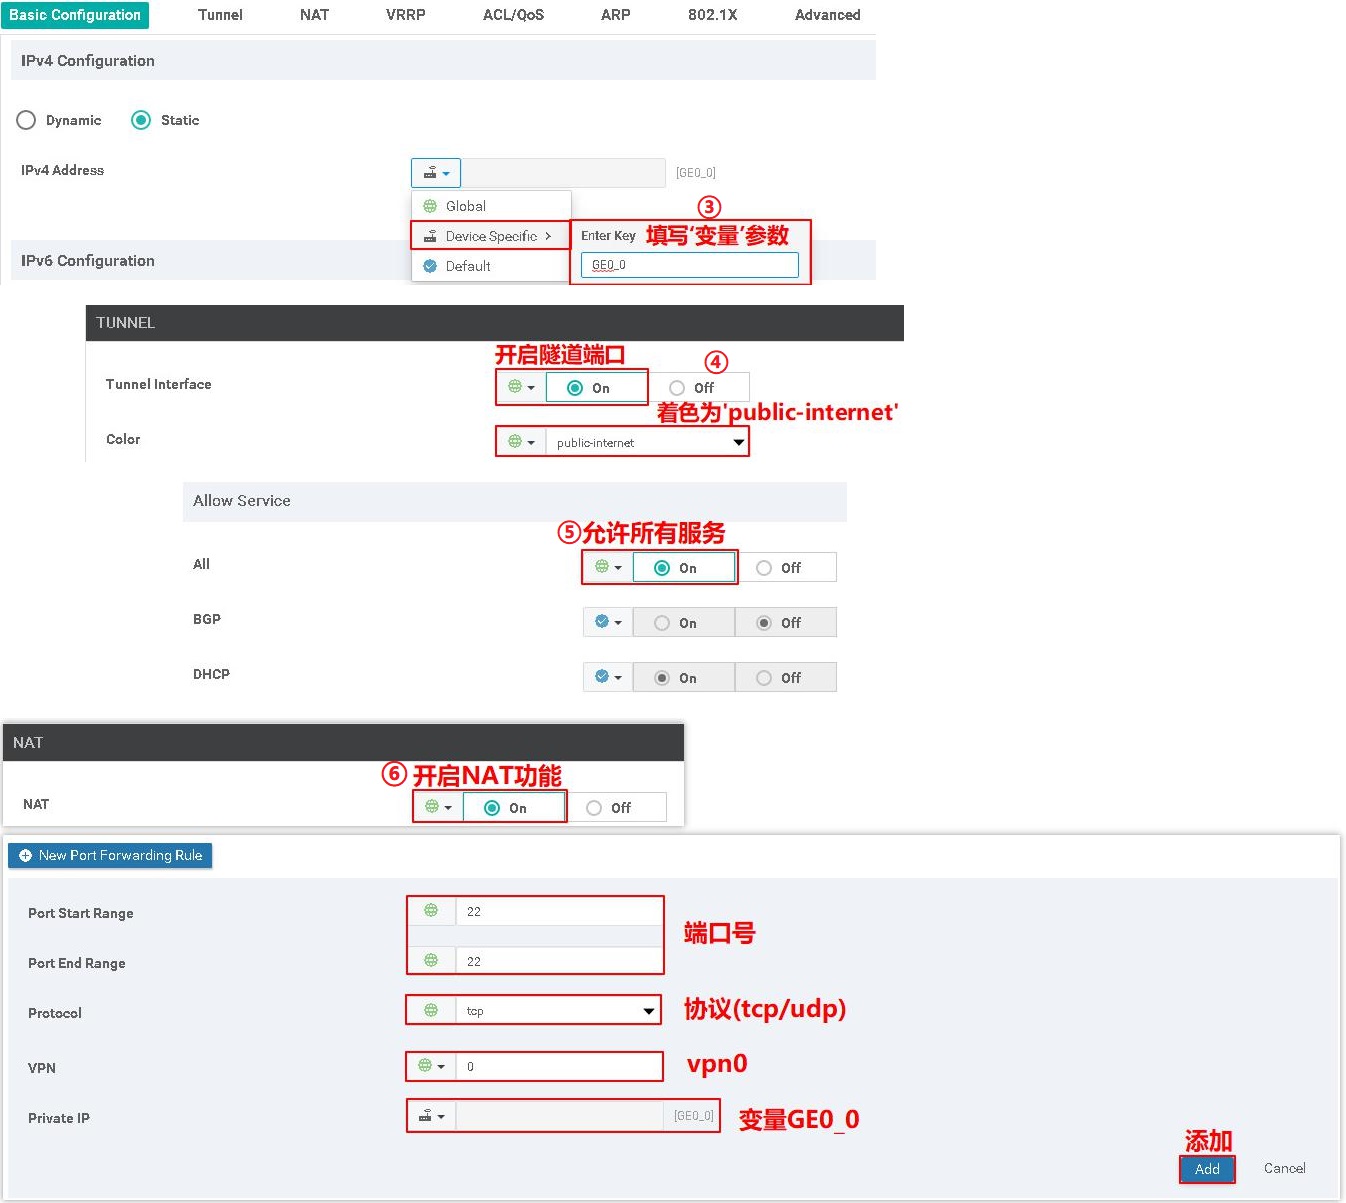 Basic Configuration Tunnel NAT VRRP ACL/QoS ARP 802.1X Advanced
IPv4 Configuration
Dynamic Static
IPv4 Address [GE0_0]
Global
③
Device Specific > Enter Key 填写'变量'参数
IPv6 Configuration
Default GE0_0
TUNNEL
开启隧道端口 ④
Tunnel Interface On Off
着色为'public-internet'
Color public-internet
Allow Service
⑤允许所有服务
All On Off
BGP On Off
DHCP On Off
NAT
⑥ 开启NAT功能
NAT On Off
New Port Forwarding Rule
Port Start Range 22
端口号
Port End Range 22
Protocol tcp 协议(tcp/udp)
VPN 0 vpn0
Private IP [GE0_0] 变量GE0_0
添加
Add Cancel